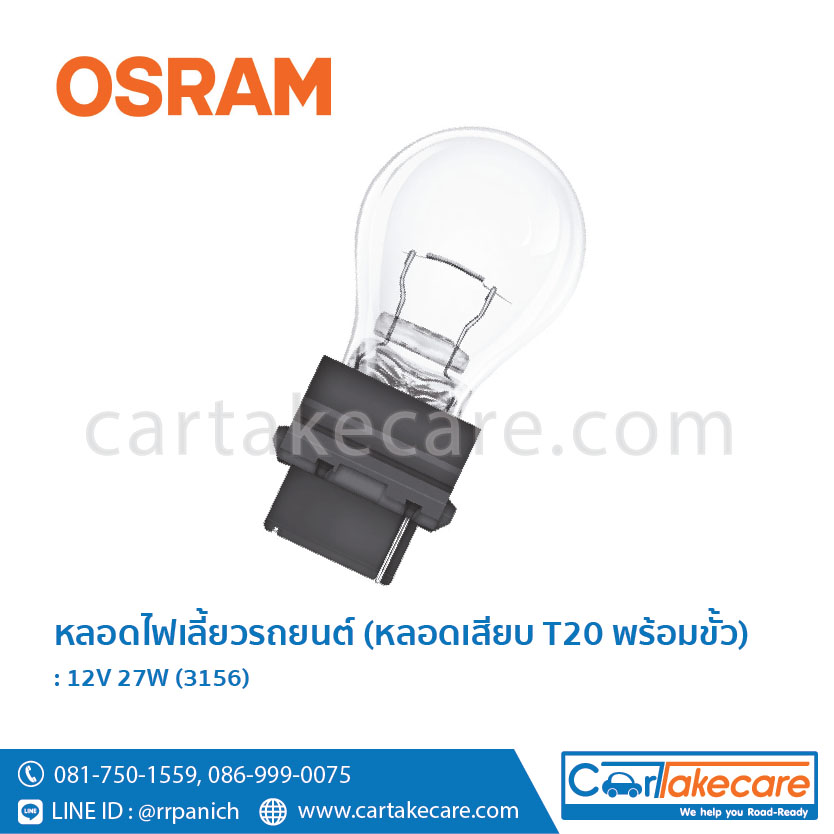 OSRAM
cartakecare.com
หลอดไฟเลี้ยวรถยนต์ (หลอดเสียบ T20 พร้อมขั้ว)
: 12V 27W (3156)
081-750-1559, 086-999-0075
LINE ID : @rrpanich www.cartakecare.com
CarTakecare
We help you Road-Ready